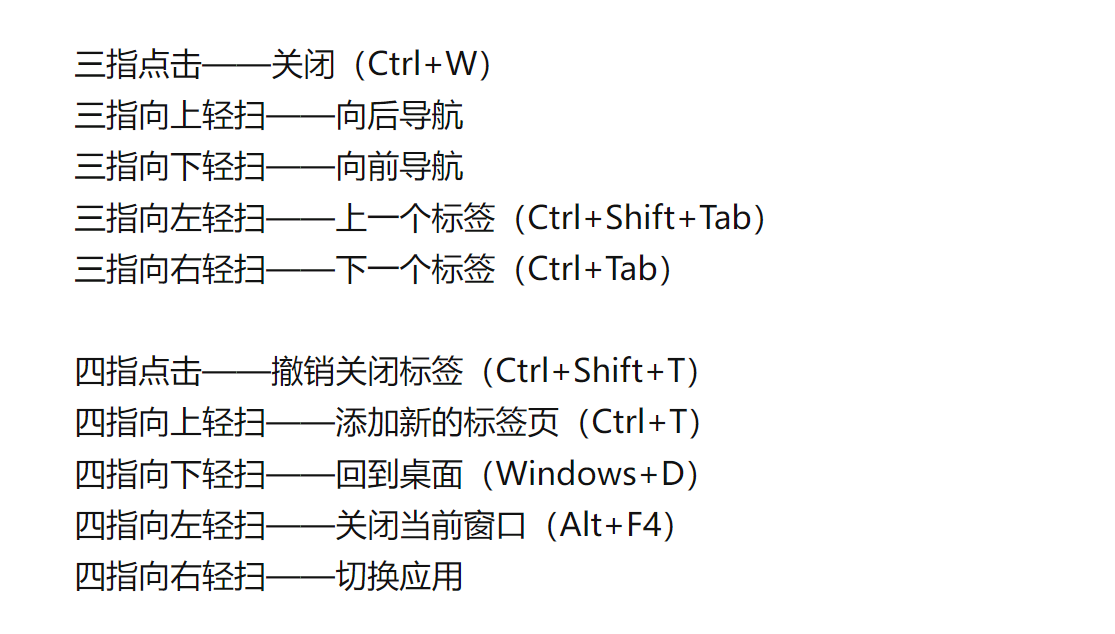 三指点击——关闭（Ctrl+W）
三指向上轻扫——向后导航
三指向下轻扫——向前导航
三指向左轻扫——上一个标签（Ctrl+Shift+Tab）
三指向右轻扫——下一个标签（Ctrl+Tab）
四指点击——撤销关闭标签（Ctrl+Shift+T）
四指向上轻扫——添加新的标签页（Ctrl+T）
四指向下轻扫——回到桌面（Windows+D）
四指向左轻扫——关闭当前窗口（Alt+F4）
四指向右轻扫——切换应用